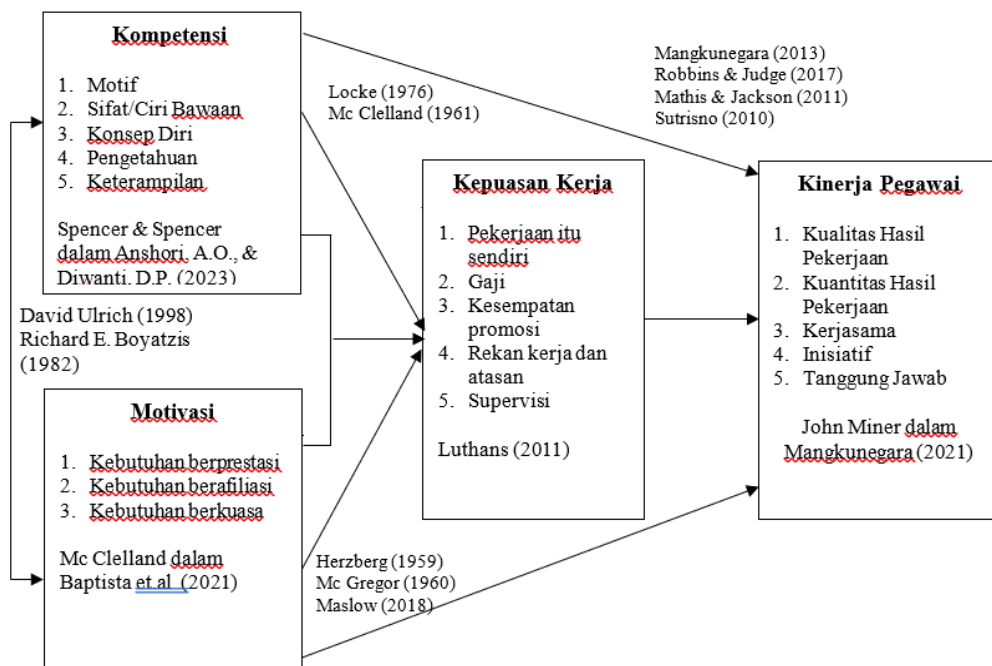 Kompetensi
1. Motif
2. Sifat/Ciri Bawaan
3. Konsep Diri
4. Pengetahuan
5. Keterampilan
Spencer & Spencer
dalam Anshori, A.O., &
Diwanti, D.P. (2023)
David Ulrich (1998)
Richard E. Boyatzis
(1982)
Motivasi
1. Kebutuhan berprestasi
2. Kebutuhan berafiliasi
3. Kebutuhan berkuasa
Mc Clelland dalam
Baptista et.al (2021)
Locke (1976)
Mc Clelland (1961)
Kepuasan Kerja
1. Pekerjaan itu
sendiri
2. Gaji
3. Kesempatan
promosi
4. Rekan kerja dan
atasan
5. Supervisi
Luthans (2011)
Herzberg (1959)
Mc Gregor (1960)
Maslow (2018)
Mangkunegara (2013)
Robbins & Judge (2017)
Mathis & Jackson (2011)
Sutrisno (2010)
Kinerja Pegawai
1. Kualitas Hasil
Pekerjaan
2. Kuantitas Hasil
Pekerjaan
3. Kerjasama
4. Inisiatif
5. Tanggung Jawab
John Miner dalam
Mangkunegara (2021)